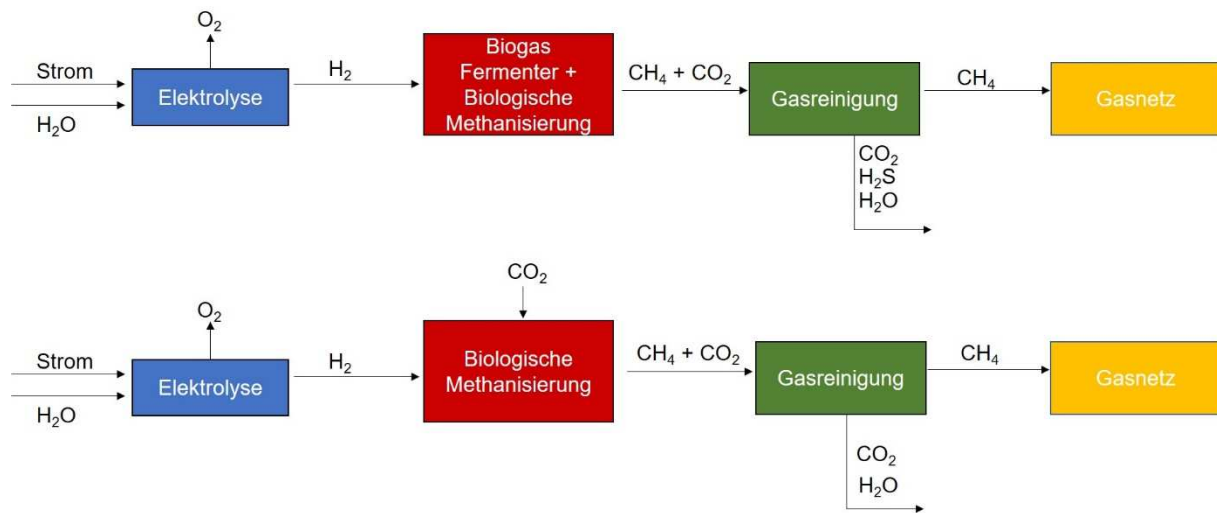 O₂
Strom
H₂O
Elektrolyse
H₂
Biogas
Fermenter +
Biologische
Methanisierung
CH₄ + CO₂
Gasreinigung
CO₂
H₂S
H₂O
CH₄
Gasnetz
O₂
Strom
H₂O
Elektrolyse
H₂
CO₂
Biologische
Methanisierung
CH₄ + CO₂
Gasreinigung
CO₂
H₂O
CH₄
Gasnetz